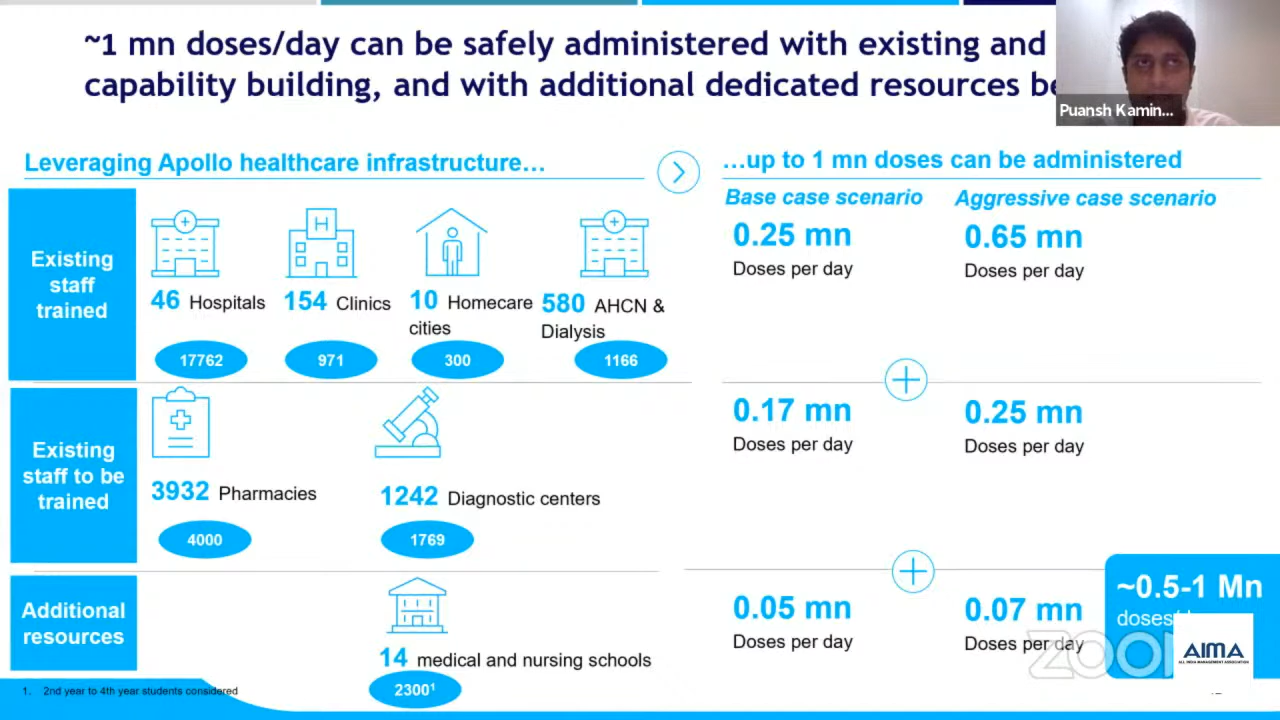 ~1 mn doses/day can be safely administered with existing and
capability building, and with additional dedicated resources
Puansh Kamin...
Leveraging Apollo healthcare infrastructure…
…up to 1 mn doses can be administered
Base case scenario
Aggressive case scenario
Existing
staff
trained
H
46 Hospitals
154 Clinics
10 Homecare
cities
580 AHCN &
Dialysis
17762
971
300
1166
0.25 mn
Doses per day
0.65 mn
Doses per day
Existing
staff to be
trained
3932 Pharmacies
1242 Diagnostic centers
4000
1769
0.17 mn
Doses per day
0.25 mn
Doses per day
Additional
resources
14 medical and nursing schools
2300¹
0.05 mn
Doses per day
0.07 mn
Doses per day
~0.5-1 Mn
doses/
ZOO
AIMA
ALL INDIA MANAGEMENT ASSOCIATION
1. 2nd year to 4th year students considered